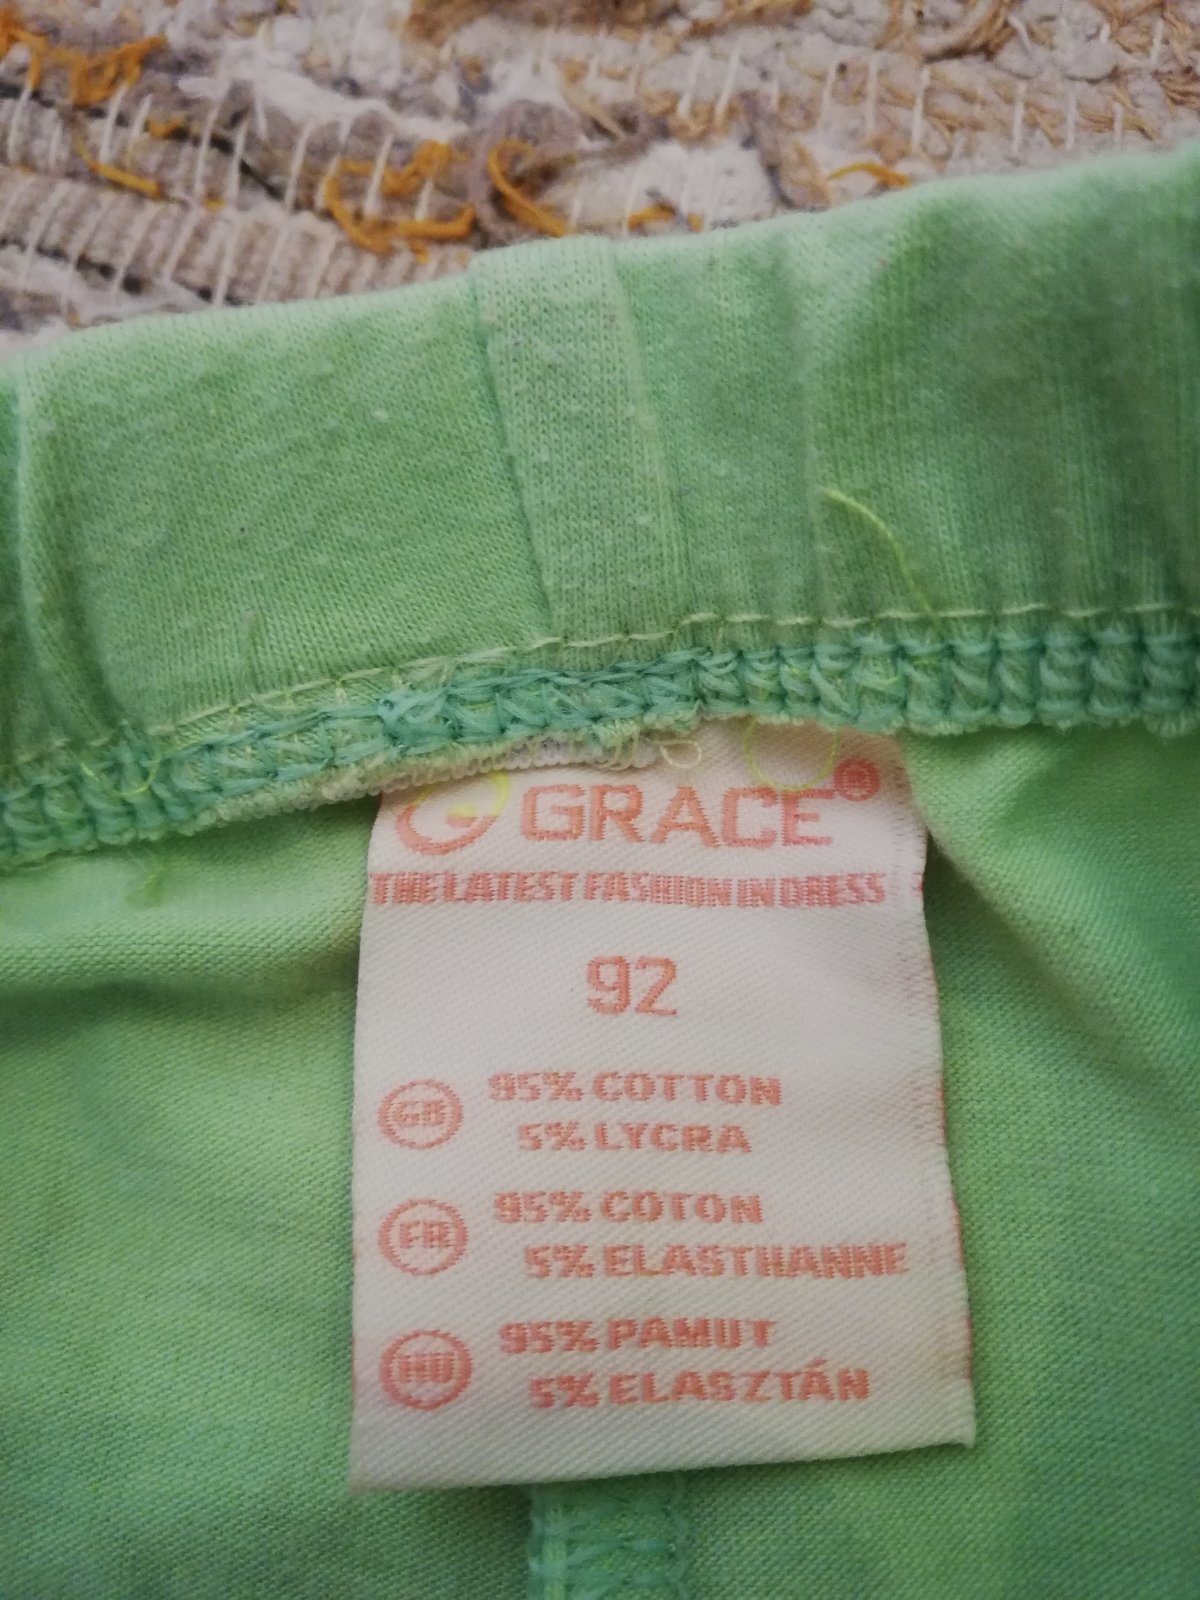 GRACE®
THE LATEST FASHION IN DRESS
92
GB 95% COTTON
5% LYCRA
FR 95% COTON
5% ELASTHANNE
HU 95% PAMUT
5% ELASZTÁN